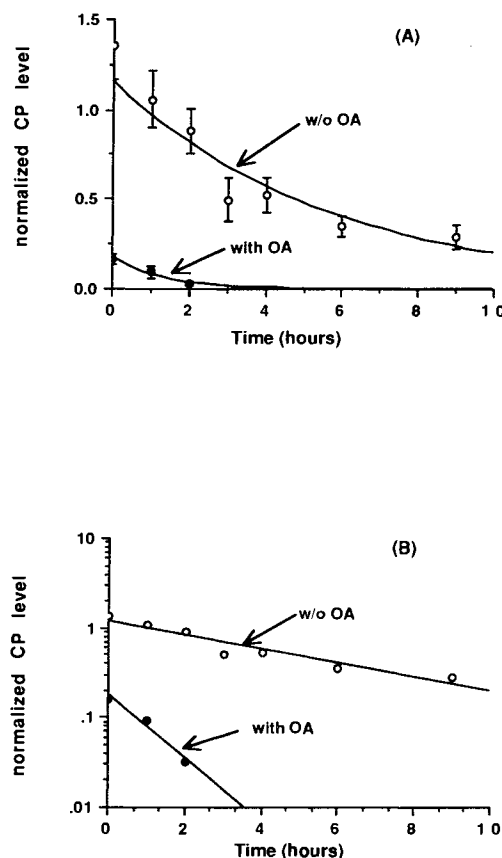 (A)
normalized CP level
1.5
1.0
0.5
0.0
w/o OA
with OA
0 2 4 6 8 1 0
Time (hours)
(B)
normalized CP level
10
1
.1
.01
w/o OA
with OA
0 2 4 6 8 1 0
Time (hours)